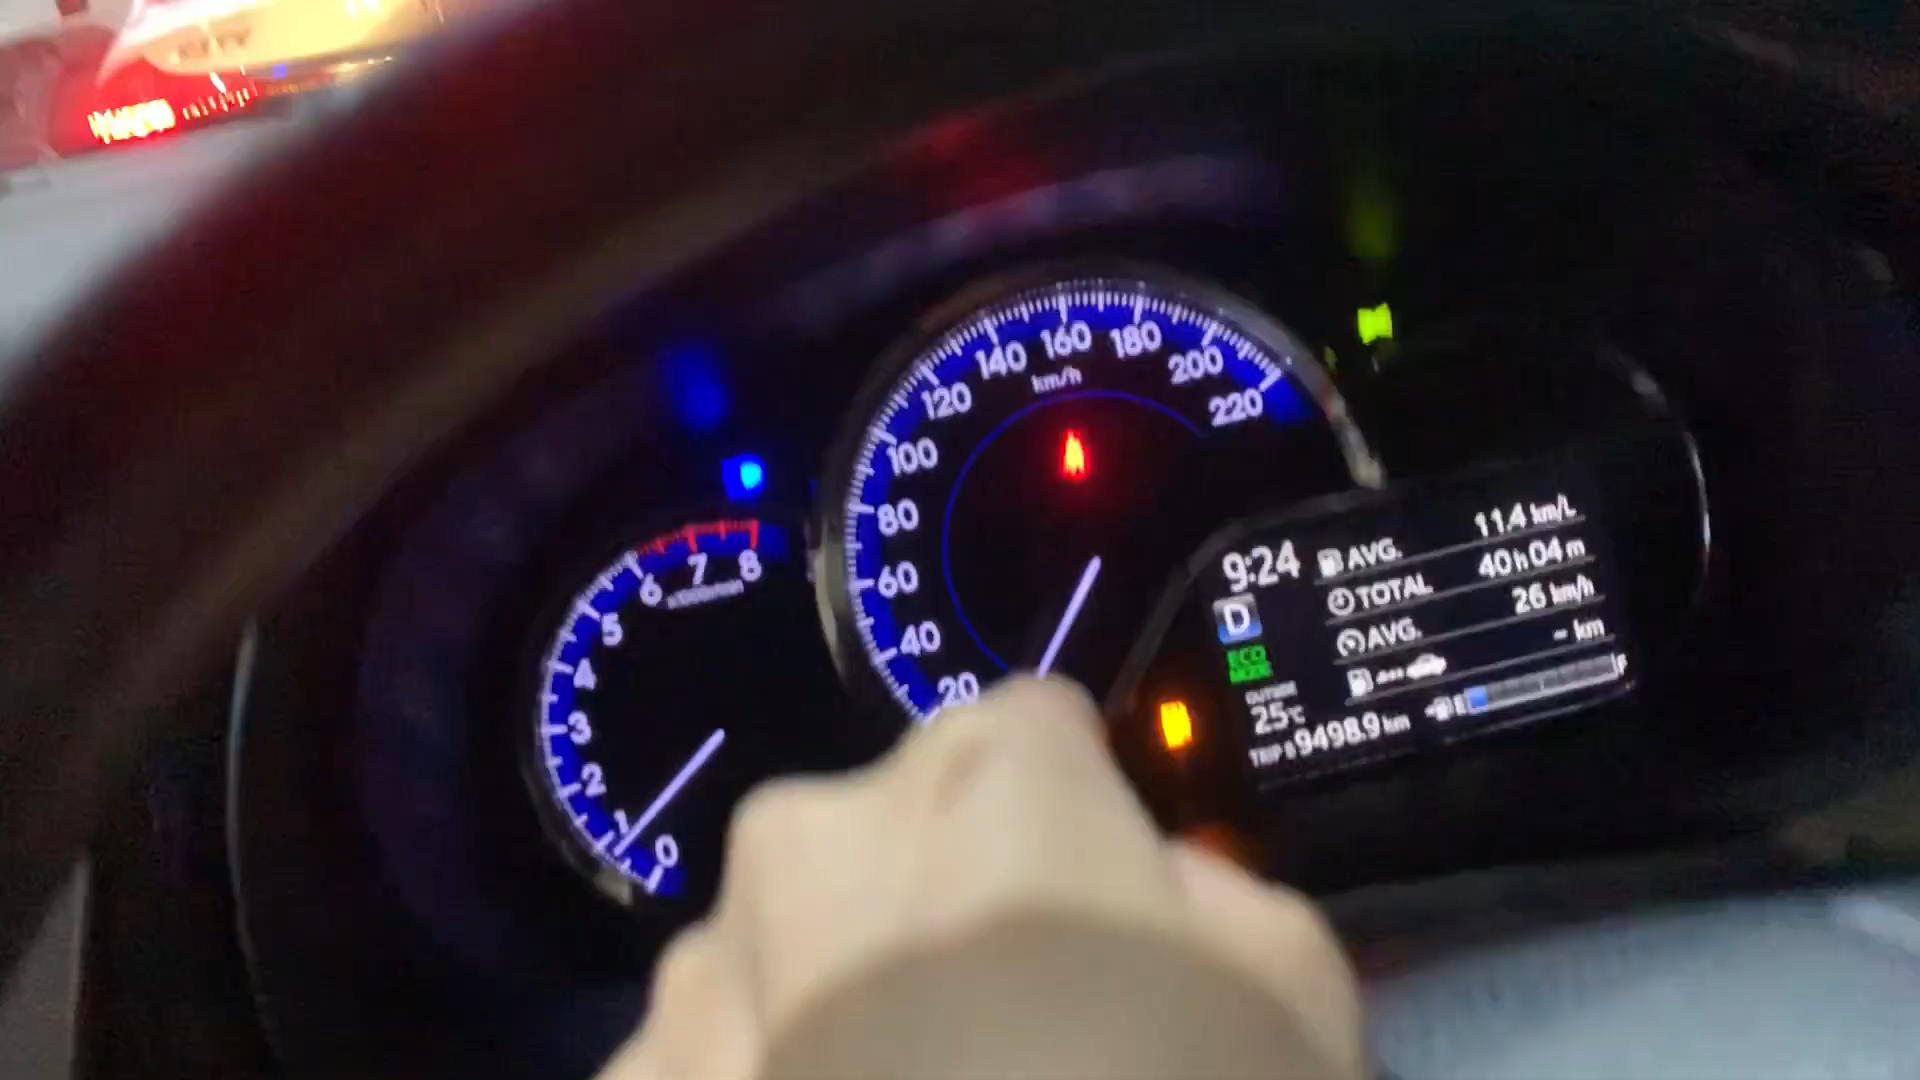 140 160 180
120 200
km/h
100 220
80
60
40
20
6 7 8
x1000r/min
5
4
3
2
1
0
9:24
AVG. 11.4 km/L
TOTAL 40h04m
AVG. 26 km/h
- km
D
ECO
MODE
OUTSIDE
25℃
E F
TRIP B 9498.9 km